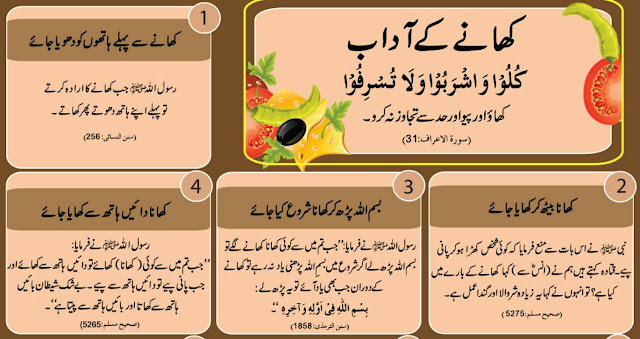 کھانے کے آداب
کُلُوْا وَاشْرَبُوْا وَلَا تُسْرِفُوْا
کھاؤ اور پیو اور حد سے تجاوز نہ کرو۔
(سورۃ الاعراف:31)
1
کھانے سے پہلے ہاتھوں کو دھویا جائے
رسول اللہ ﷺ جب کھانے کا ارادہ کرتے
تو پہلے اپنے ہاتھ دھوتے پھر کھاتے۔
(سنن النسائی:256)
2
کھانا بیٹھ کر کھایا جائے
نبی ﷺ نے اس بات سے منع فرمایا کہ کوئی شخص کھڑا ہو کر پانی
پیے۔ قتادہ کہتے ہیں ہم نے (انسؓ سے) کہا کھانے کے بارے میں
کیا ہے؟ تو انہوں نے کہا یہ زیادہ شر والا اور گندا عمل ہے۔
(صحیح مسلم:5275)
3
بسم اللہ پڑھ کر کھانا شروع کیا جائے
رسول اللہ ﷺ نے فرمایا:”جب تم میں سے کوئی کھانا کھانے لگے تو
بسم اللہ پڑھ لے اگر شروع میں بسم اللہ پڑھنی یاد نہ رہے تو کھانے
کے دوران جب بھی یاد آئے تو یہ پڑھ لے:
بِسْمِ اللّٰهِ فِیْ اَوَّلِهٖ وَآخِرِهٖ“۔
(سنن الترمذی:1858)
4
کھانا دائیں ہاتھ سے کھایا جائے
رسول اللہ ﷺ نے فرمایا:
”جب تم میں سے کوئی (کھانا) کھائے تو دائیں ہاتھ سے کھائے اور
جب پانی پیے تو دائیں ہاتھ سے پیے۔ بے شک شیطان بائیں
ہاتھ سے کھاتا اور بائیں ہاتھ سے پیتا ہے“۔
(صحیح مسلم:5265)